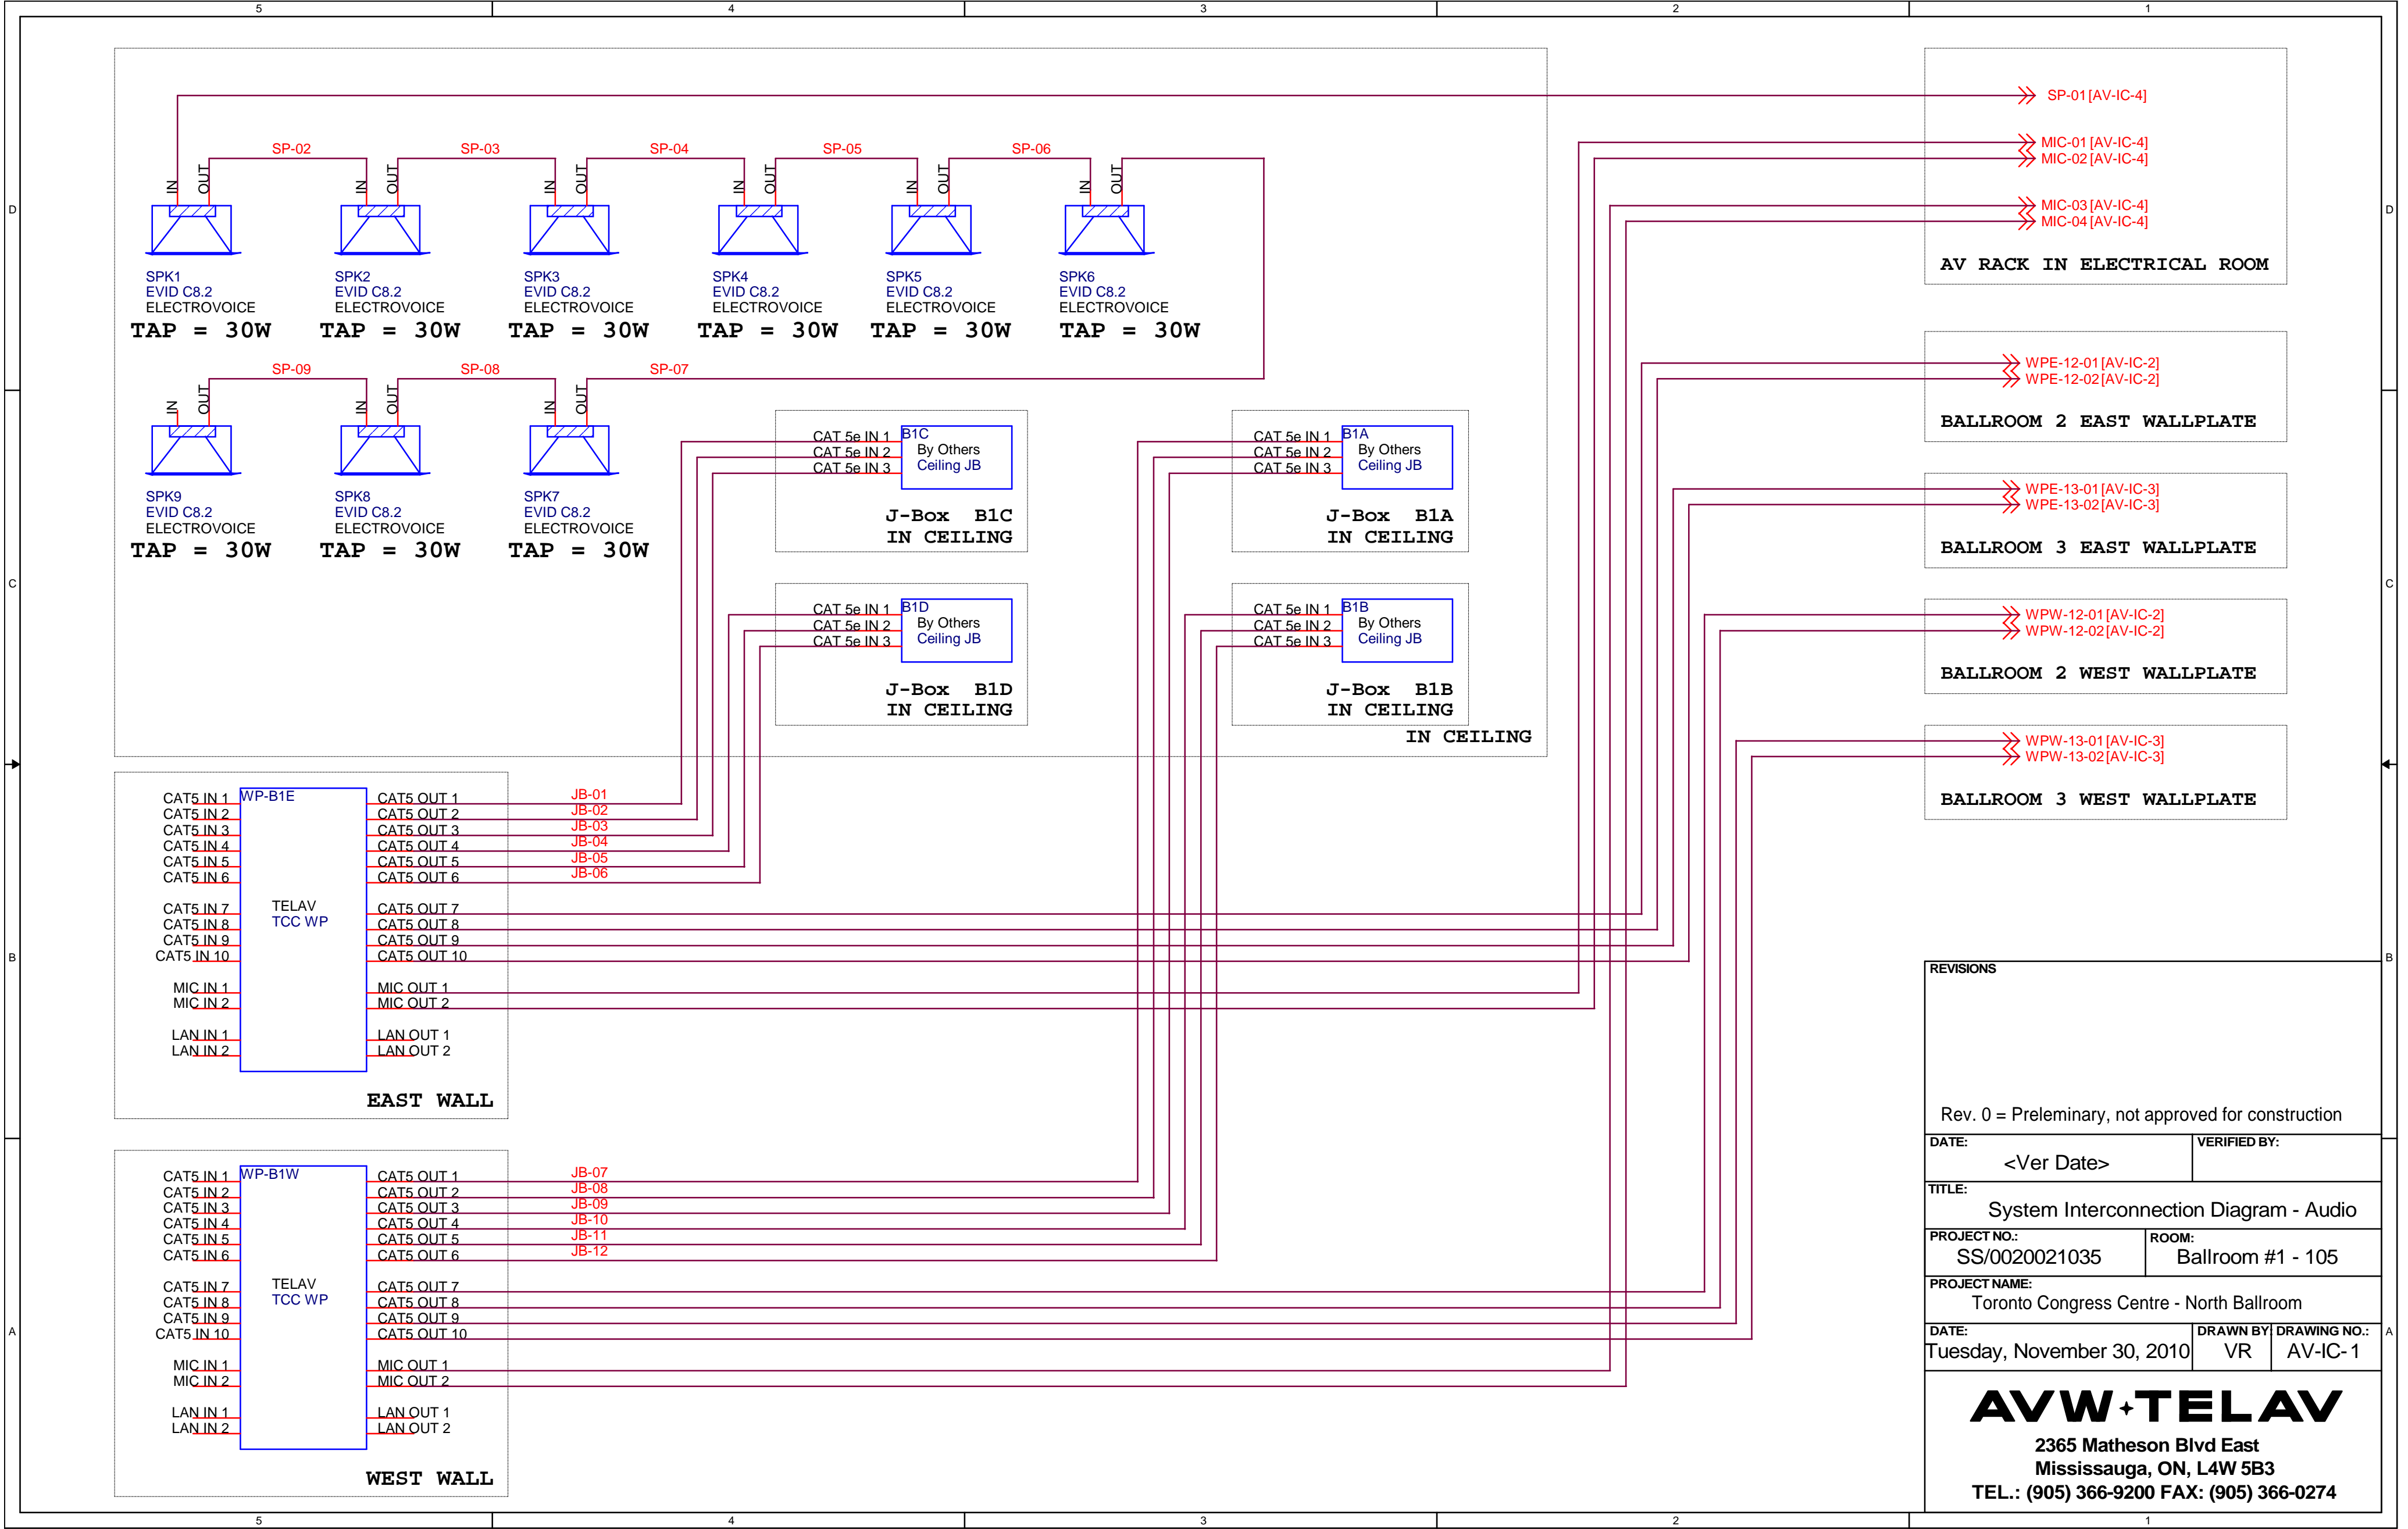 5 4 3 2 1
SP-01 [AV-IC-4]
MIC-01 [AV-IC-4]
MIC-02 [AV-IC-4]
MIC-03 [AV-IC-4]
MIC-04 [AV-IC-4]
AV RACK IN ELECTRICAL ROOM
SP-02 SP-03 SP-04 SP-05 SP-06
IN OUT IN OUT IN OUT IN OUT IN OUT IN OUT
D D
SPK1 SPK2 SPK3 SPK4 SPK5 SPK6
EVID C8.2 EVID C8.2 EVID C8.2 EVID C8.2 EVID C8.2 EVID C8.2
ELECTROVOICE ELECTROVOICE ELECTROVOICE ELECTROVOICE ELECTROVOICE ELECTROVOICE
TAP = 30W TAP = 30W TAP = 30W TAP = 30W TAP = 30W TAP = 30W
SP-09 SP-08 SP-07
IN OUT IN OUT IN OUT
SPK9 SPK8 SPK7
EVID C8.2 EVID C8.2 EVID C8.2
ELECTROVOICE ELECTROVOICE ELECTROVOICE
TAP = 30W TAP = 30W TAP = 30W
CAT 5e IN 1 B1C
CAT 5e IN 2 By Others
CAT 5e IN 3 Ceiling JB
J-Box B1C
IN CEILING
CAT 5e IN 1 B1A
CAT 5e IN 2 By Others
CAT 5e IN 3 Ceiling JB
J-Box B1A
IN CEILING
CAT 5e IN 1 B1D
CAT 5e IN 2 By Others
CAT 5e IN 3 Ceiling JB
J-Box B1D
IN CEILING
CAT 5e IN 1 B1B
CAT 5e IN 2 By Others
CAT 5e IN 3 Ceiling JB
J-Box B1B
IN CEILING
IN CEILING
WPE-12-01 [AV-IC-2]
WPE-12-02 [AV-IC-2]
BALLROOM 2 EAST WALLPLATE
WPE-13-01 [AV-IC-3]
WPE-13-02 [AV-IC-3]
BALLROOM 3 EAST WALLPLATE
C C
WPW-12-01 [AV-IC-2]
WPW-12-02 [AV-IC-2]
BALLROOM 2 WEST WALLPLATE
WPW-13-01 [AV-IC-3]
WPW-13-02 [AV-IC-3]
BALLROOM 3 WEST WALLPLATE
CAT5 IN 1 WP-B1E CAT5 OUT 1 JB-01
CAT5 IN 2 CAT5 OUT 2 JB-02
CAT5 IN 3 CAT5 OUT 3 JB-03
CAT5 IN 4 CAT5 OUT 4 JB-04
CAT5 IN 5 CAT5 OUT 5 JB-05
CAT5 IN 6 CAT5 OUT 6 JB-06
CAT5 IN 7 TELAV CAT5 OUT 7
CAT5 IN 8 TCC WP CAT5 OUT 8
CAT5 IN 9 CAT5 OUT 9
CAT5 IN 10 CAT5 OUT 10
B B
MIC IN 1 MIC OUT 1
MIC IN 2 MIC OUT 2
LAN IN 1 LAN OUT 1
LAN IN 2 LAN OUT 2
EAST WALL
CAT5 IN 1 WP-B1W CAT5 OUT 1 JB-07
CAT5 IN 2 CAT5 OUT 2 JB-08
CAT5 IN 3 CAT5 OUT 3 JB-09
CAT5 IN 4 CAT5 OUT 4 JB-10
CAT5 IN 5 CAT5 OUT 5 JB-11
CAT5 IN 6 CAT5 OUT 6 JB-12
CAT5 IN 7 TELAV CAT5 OUT 7
CAT5 IN 8 TCC WP CAT5 OUT 8
CAT5 IN 9 CAT5 OUT 9
CAT5 IN 10 CAT5 OUT 10
A A
MIC IN 1 MIC OUT 1
MIC IN 2 MIC OUT 2
LAN IN 1 LAN OUT 1
LAN IN 2 LAN OUT 2
WEST WALL
REVISIONS
Rev. 0 = Preleminary, not approved for construction
DATE: VERIFIED BY:
<Ver Date>
TITLE:
System Interconnection Diagram - Audio
PROJECT NO.: ROOM:
SS/0020021035 Ballroom #1 - 105
PROJECT NAME:
Toronto Congress Centre - North Ballroom
DATE: DRAWN BY: DRAWING NO.:
Tuesday, November 30, 2010 VR AV-IC-1
AVW TELAV
2365 Matheson Blvd East
Mississauga, ON, L4W 5B3
TEL.: (905) 366-9200 FAX: (905) 366-0274
5 4 3 2 1